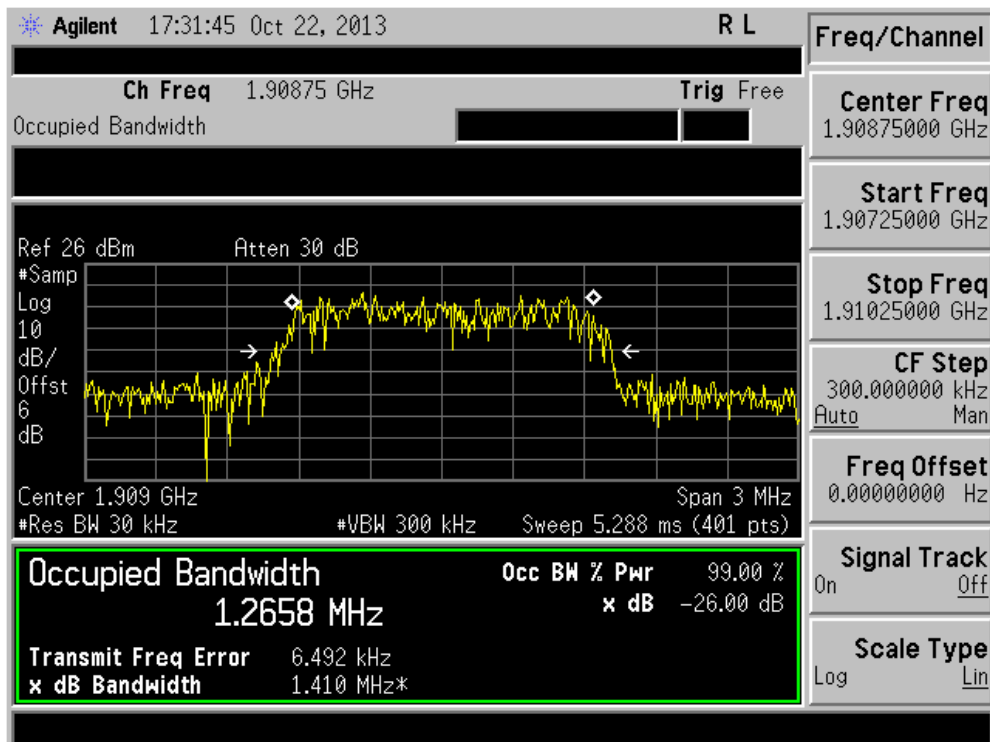 Agilent 17:31:45 Oct 22, 2013 R L
Ch Freq 1.90875 GHz Trig Free
Occupied Bandwidth
Ref 26 dBm Atten 30 dB
#Samp
Log
10
dB/
Offst
6
dB
Center 1.909 GHz Span 3 MHz
#Res BW 30 kHz #VBW 300 kHz Sweep 5.288 ms (401 pts)
Occupied Bandwidth Occ BW % Pwr 99.00 %
1.2658 MHz x dB -26.00 dB
Transmit Freq Error 6.492 kHz
x dB Bandwidth 1.410 MHz*
Freq/Channel
Center Freq
1.90875000 GHz
Start Freq
1.90725000 GHz
Stop Freq
1.91025000 GHz
CF Step
300.000000 kHz
Auto Man
Freq Offset
0.00000000 Hz
Signal Track
On Off
Scale Type
Log Lin